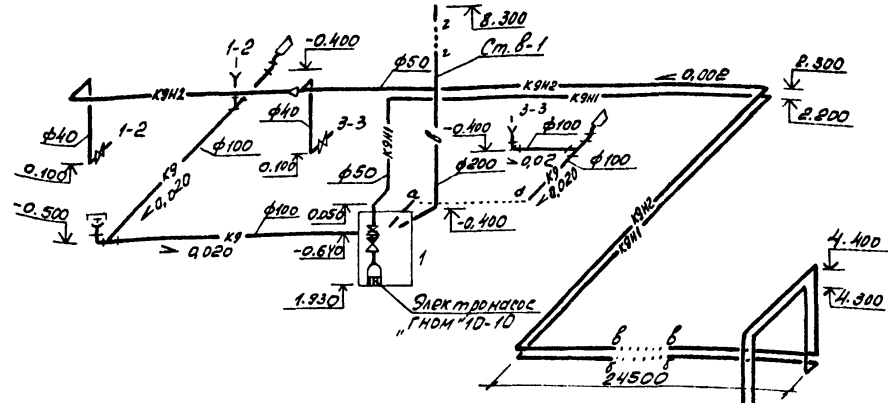 8.300
г
г
Ст. в-1
1-2
-0.400
ф50
К9Н2
К9Н2
0,002
2.300
К9Н1
2.200
ф40
1-2
0.100
ф100
К9
0,020
ф40
3-3
0.100
К9Н1
в
3-3
-0.400
ф100
0,02
К9
0,020
ф100
ф50
ф200
а
d
-0.500
ф100
0.050
-0,400
К9
0,020
-0.640
1
1.930
Электронасос
„Гном" 10-10
К9Н2
К9Н1
4.400
4.300
в в
б б
24500